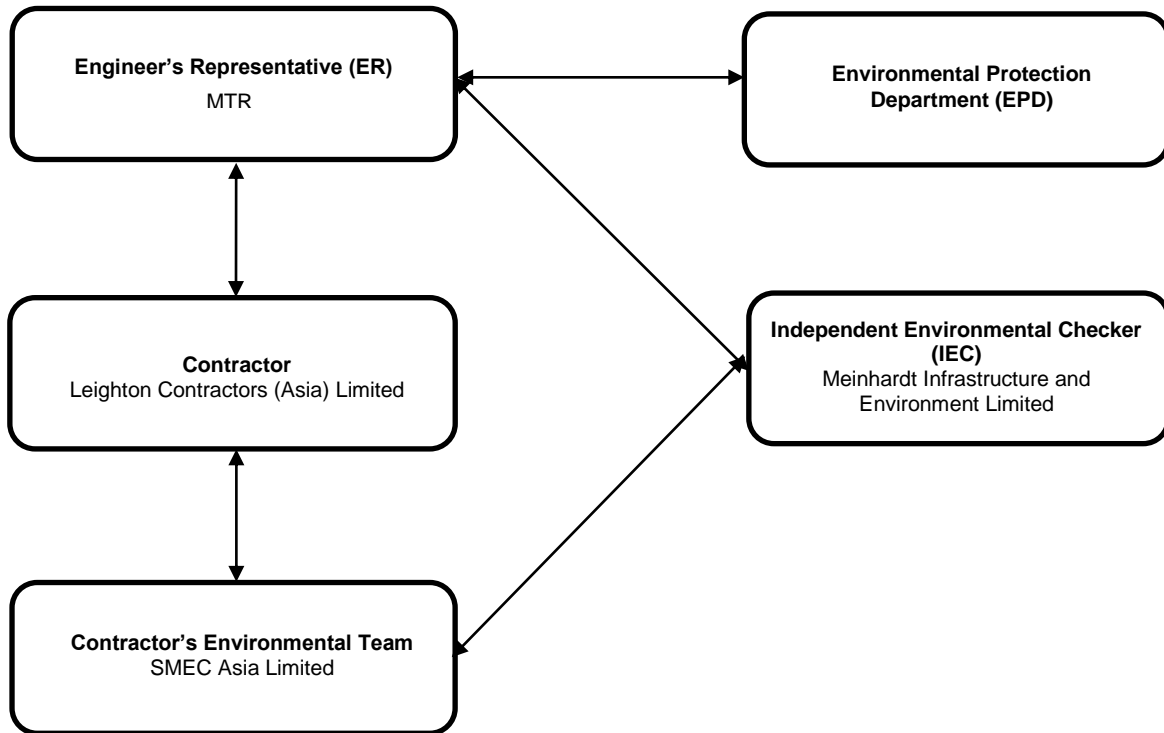 Engineer’s Representative (ER)
MTR
Environmental Protection
Department (EPD)
Contractor
Leighton Contractors (Asia) Limited
Independent Environmental Checker
(IEC)
Meinhardt Infrastructure and
Environment Limited
Contractor’s Environmental Team
SMEC Asia Limited